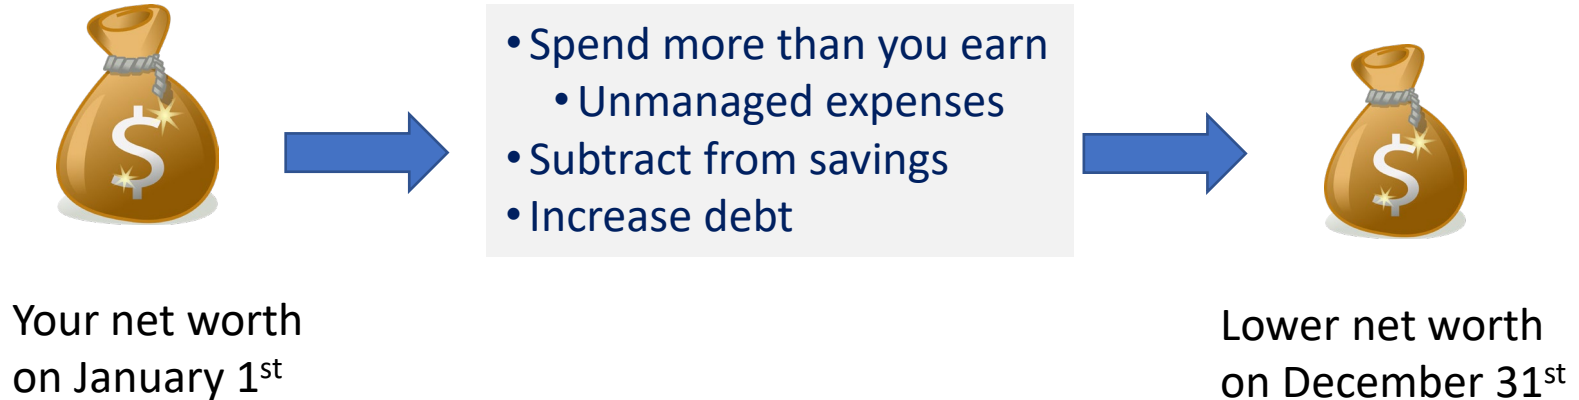 $
• Spend more than you earn
• Unmanaged expenses
• Subtract from savings
• Increase debt
$
Your net worth
on January 1st
Lower net worth
on December 31st